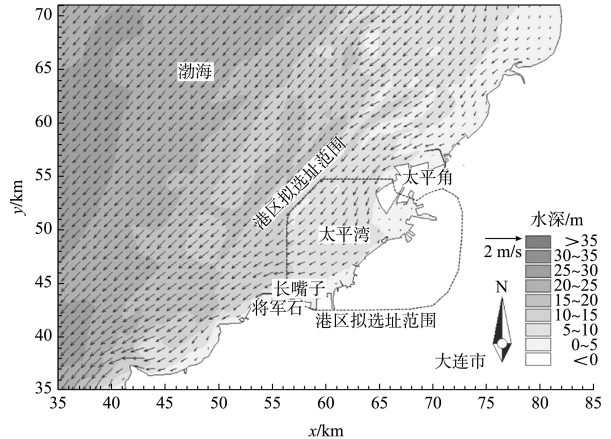 70
65
60
55
50
45
40
35
y/km
35
40
45
50
55
60
65
70
75
80
85
x/km
渤海
港区拟选址范围
太平角
太平湾
长嘴子
将军石
港区拟选址范围
大连市
2 m/s
N
水深/m
>35
30~35
25~30
20~25
15~20
10~15
5~10
0~5
<0